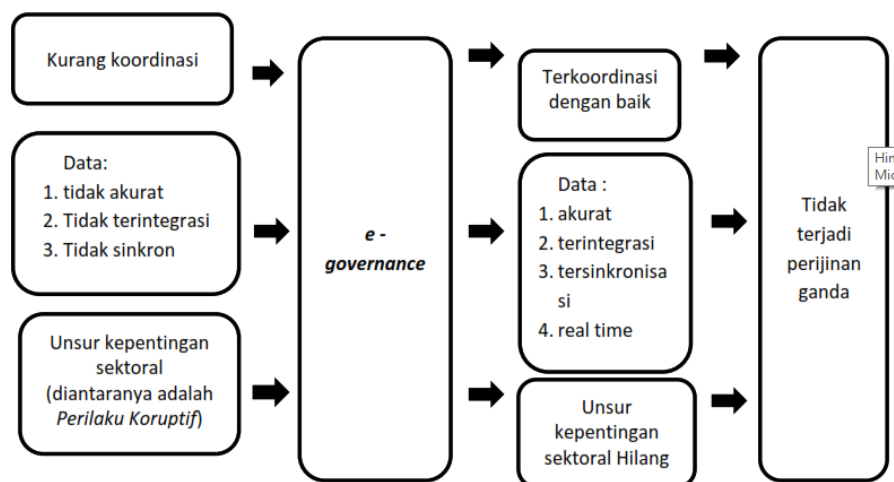 Kurang koordinasi
Data:
1. tidak akurat
2. Tidak terintegrasi
3. Tidak sinkron
Unsur kepentingan
sektoral
(diantaranya adalah
Perilaku Koruptif)
e -
governance
Terkoordinasi
dengan baik
Data :
1. akurat
2. terintegrasi
3. tersinkronisa
si
4. real time
Unsur
kepentingan
sektoral Hilang
Tidak
terjadi
perijinan
ganda